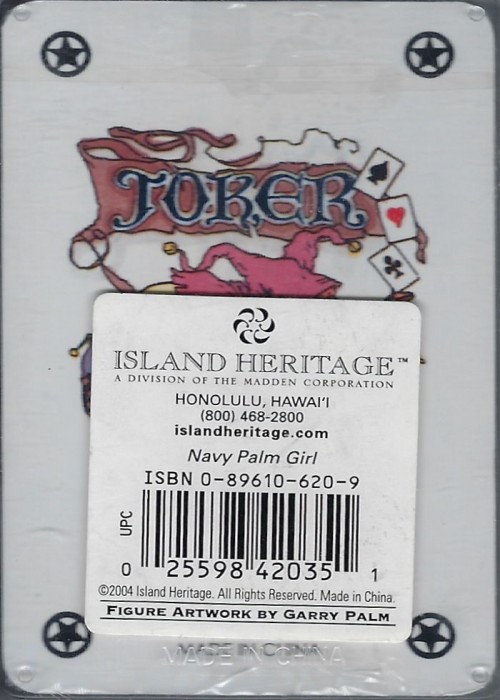 JOKER
ISLAND HERITAGE™
A DIVISION OF THE MADDEN CORPORATION
HONOLULU, HAWAI'I
(800) 468-2800
islandheritage.com
Navy Palm Girl
ISBN 0-89610-620-9
UPC
0 25598 42035 1
©2004 Island Heritage. All Rights Reserved. Made in China.
FIGURE ARTWORK BY GARRY PALM
MADE IN CHINA